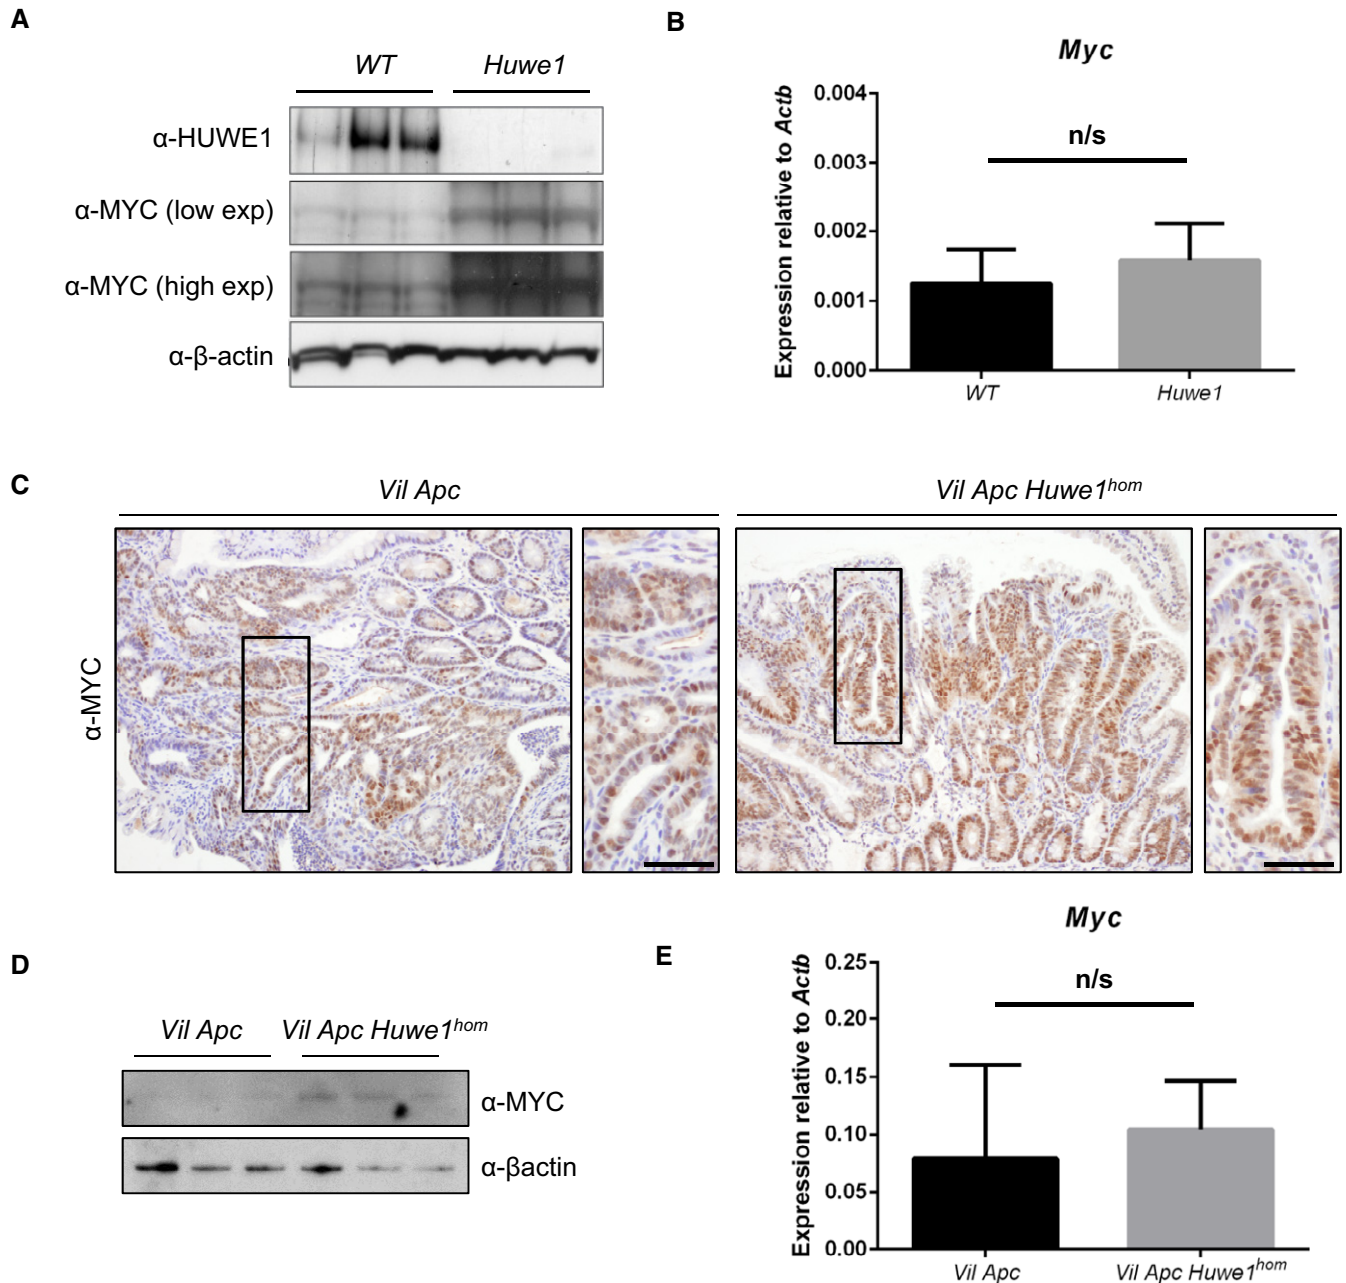 A
WT Huwe1
α-HUWE1
α-MYC (low exp)
α-MYC (high exp)
α-β-actin
B
Myc
Expression relative to Actb
0.004
0.003
0.002
0.001
0.000
n/s
WT Huwe1
C
Vil Apc Vil Apc Huwe1hom
α-MYC
D
Vil Apc Vil Apc Huwe1hom
α-MYC
α-βactin
E
Myc
Expression relative to Actb
0.25
0.20
0.15
0.10
0.05
0.00
n/s
Vil Apc Vil Apc Huwe1hom